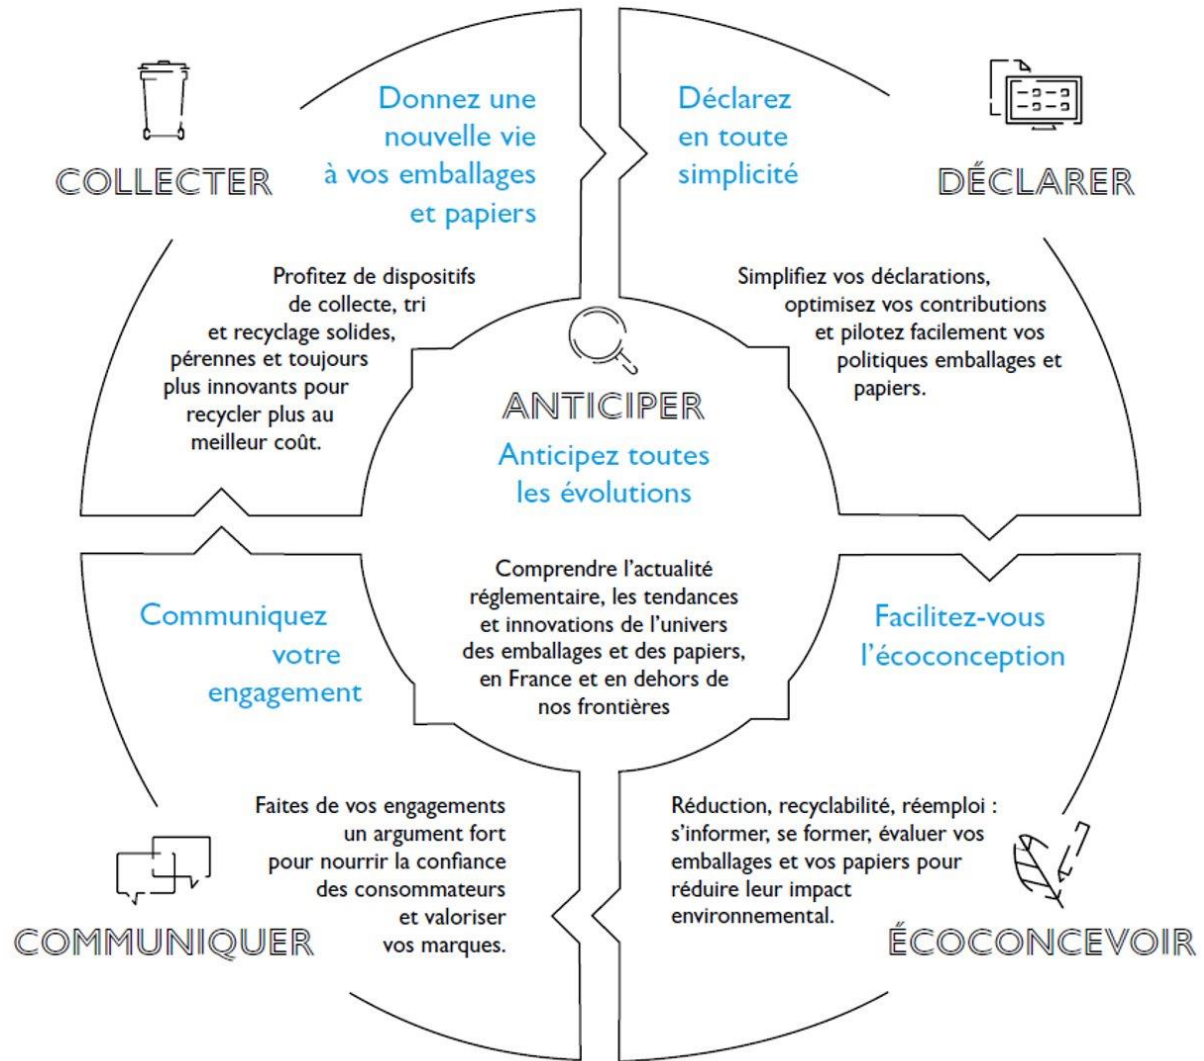 COLLECTER
Donnez une
nouvelle vie
à vos emballages
et papiers
Profitez de dispositifs
de collecte, tri
et recyclage solides,
pérennes et toujours
plus innovants pour
recycler plus au
meilleur coût.
Déclarez
en toute
simplicité
DÉCLARER
Simplifiez vos déclarations,
optimisez vos contributions
et pilotez facilement vos
politiques emballages et
papiers.
ANTICIPER
Anticipez toutes
les évolutions
Comprendre l’actualité
réglementaire, les tendances
et innovations de l’univers
des emballages et des papiers,
en France et en dehors de
nos frontières
Communiquez
votre
engagement
Faites de vos engagements
un argument fort
pour nourrir la confiance
des consommateurs
et valoriser
vos marques.
COMMUNIQUER
Facilitez-vous
l’écoconception
Réduction, recyclabilité, réemploi :
s’informer, se former, évaluer vos
emballages et vos papiers pour
réduire leur impact
environnemental.
ÉCOCONCEVOIR